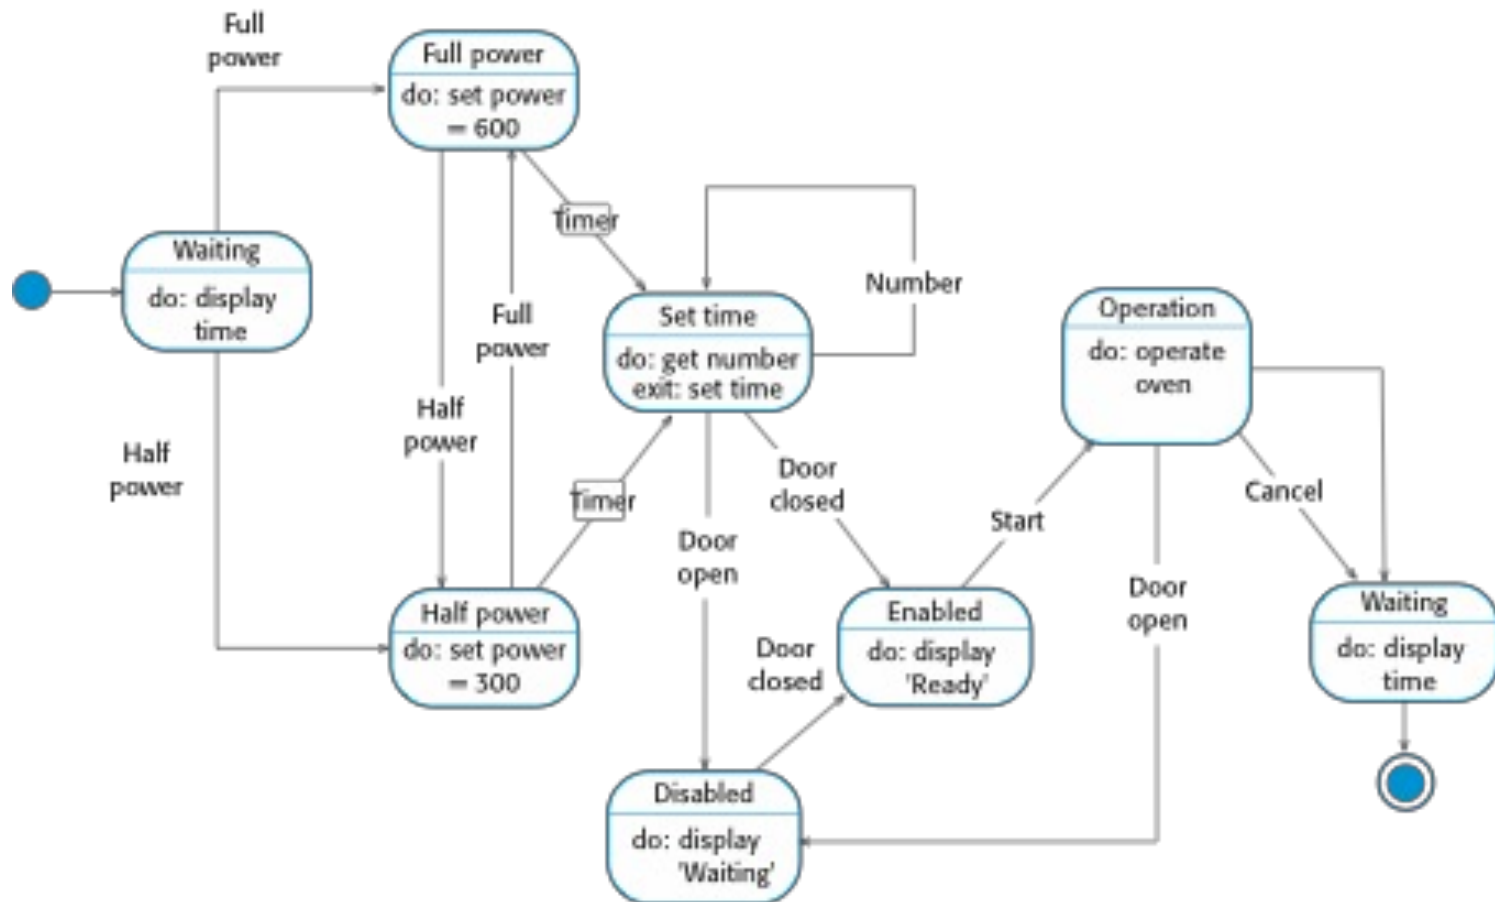 Full
power
Full power
do: set power
= 600
Timer
Waiting
do: display
time
Number
Full
power
Set time
do: get number
exit: set time
Operation
do: operate
oven
Half
power
Half
power
Timer
Door
closed
Cancel
Start
Door
open
Door
open
Half power
do: set power
= 300
Enabled
do: display
'Ready'
Waiting
do: display
time
Door
closed
Disabled
do: display
'Waiting'